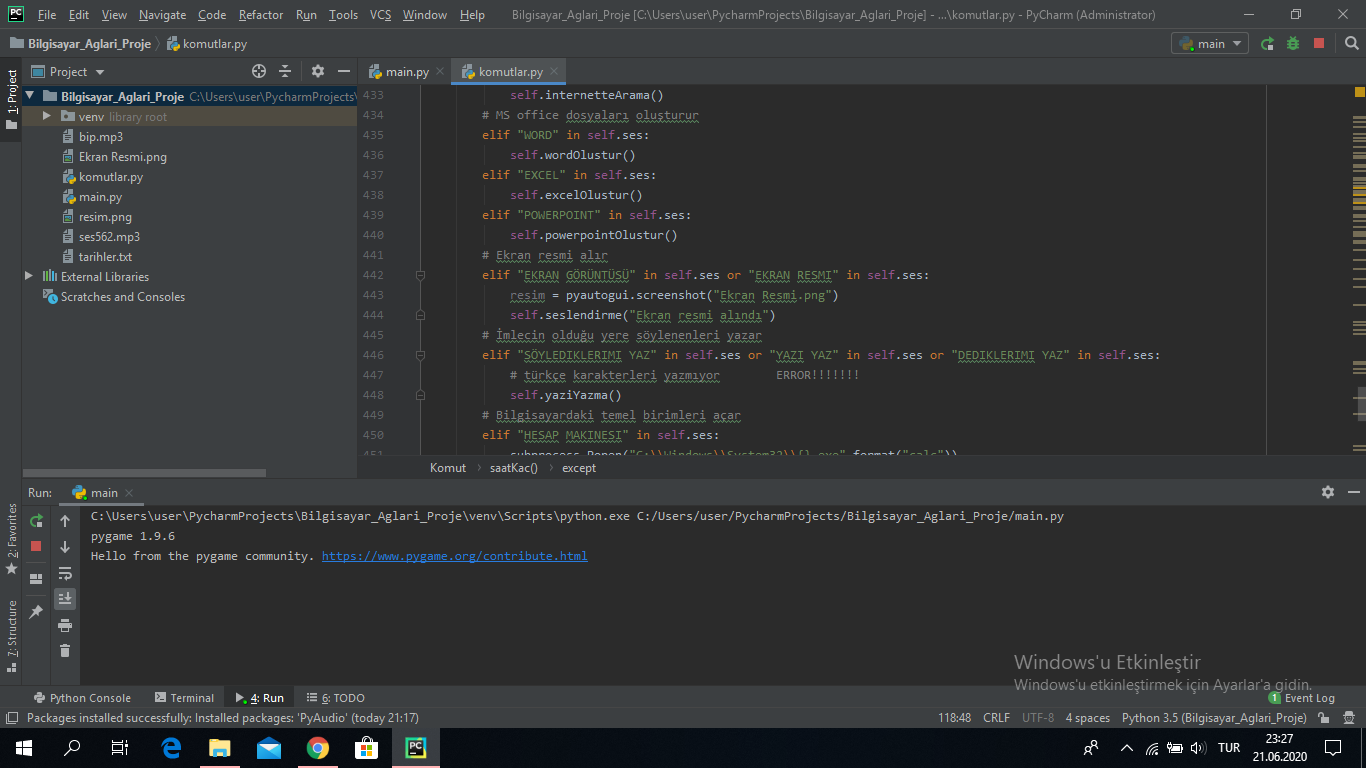 File Edit View Navigate Code Refactor Run Tools VCS Window Help Bilgisayar_Aglari_Proje [C:\Users\user\PycharmProjects\Bilgisayar_Aglari_Proje] - ...\komutlar.py - PyCharm (Administrator)
Bilgisayar_Aglari_Proje komutlar.py main
1: Project
Project main.py komutlar.py
Bilgisayar_Aglari_Proje C:\Users\user\PycharmProjects\
venv library root
bip.mp3
Ekran Resmi.png
komutlar.py
main.py
resim.png
ses562.mp3
tarihler.txt
External Libraries
Scratches and Consoles
433 self.internetteArama()
434 # MS office dosyaları oluşturur
435 elif "WORD" in self.ses:
436 self.wordOlustur()
437 elif "EXCEL" in self.ses:
438 self.excelOlustur()
439 elif "POWERPOINT" in self.ses:
440 self.powerpointOlustur()
441 # Ekran resmi alır
442 elif "EKRAN GÖRÜNTÜSÜ" in self.ses or "EKRAN RESMI" in self.ses:
443 resim = pyautogui.screenshot("Ekran Resmi.png")
444 self.seslendirme("Ekran resmi alındı")
445 # İmlecin olduğu yere söylenenleri yazar
446 elif "SÖYLEDIKLERIMI YAZ" in self.ses or "YAZI YAZ" in self.ses or "DEDIKLERIMI YAZ" in self.ses:
447 # türkçe karakterleri yazmıyor ERROR!!!!!!!
448 self.yaziYazma()
449 # Bilgisayardaki temel birimleri açar
450 elif "HESAP MAKINESI" in self.ses:
451 subprocess.Popen("C:\\Windows\\System32\\{}.exe".format("calc"))
Komut saatKac() except
Run: main
2: Favorites
7: Structure
C:\Users\user\PycharmProjects\Bilgisayar_Aglari_Proje\venv\Scripts\python.exe C:/Users/user/PycharmProjects/Bilgisayar_Aglari_Proje/main.py
pygame 1.9.6
Hello from the pygame community. https://www.pygame.org/contribute.html
Windows'u Etkinleştir
Windows'u etkinleştirmek için Ayarlar'a gidin.
Python Console Terminal 4: Run 6: TODO 1 Event Log
Packages installed successfully: Installed packages: 'PyAudio' (today 21:17) 118:48 CRLF UTF-8 4 spaces Python 3.5 (Bilgisayar_Aglari_Proje)
TUR 23:27
21.06.2020